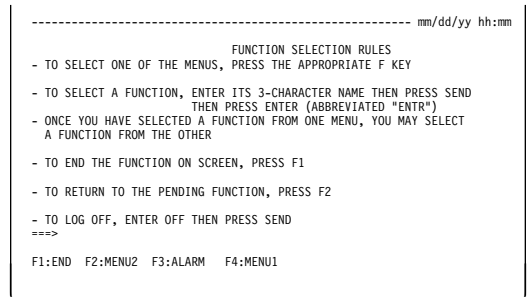 ------------------------------------------------------- mm/dd/yy hh:mm
FUNCTION SELECTION RULES
- TO SELECT ONE OF THE MENUS, PRESS THE APPROPRIATE F KEY
- TO SELECT A FUNCTION, ENTER ITS 3-CHARACTER NAME THEN PRESS SEND
THEN PRESS ENTER (ABBREVIATED "ENTR")
- ONCE YOU HAVE SELECTED A FUNCTION FROM ONE MENU, YOU MAY SELECT
A FUNCTION FROM THE OTHER
- TO END THE FUNCTION ON SCREEN, PRESS F1
- TO RETURN TO THE PENDING FUNCTION, PRESS F2
- TO LOG OFF, ENTER OFF THEN PRESS SEND
===>
F1:END F2:MENU2 F3:ALARM F4:MENU1